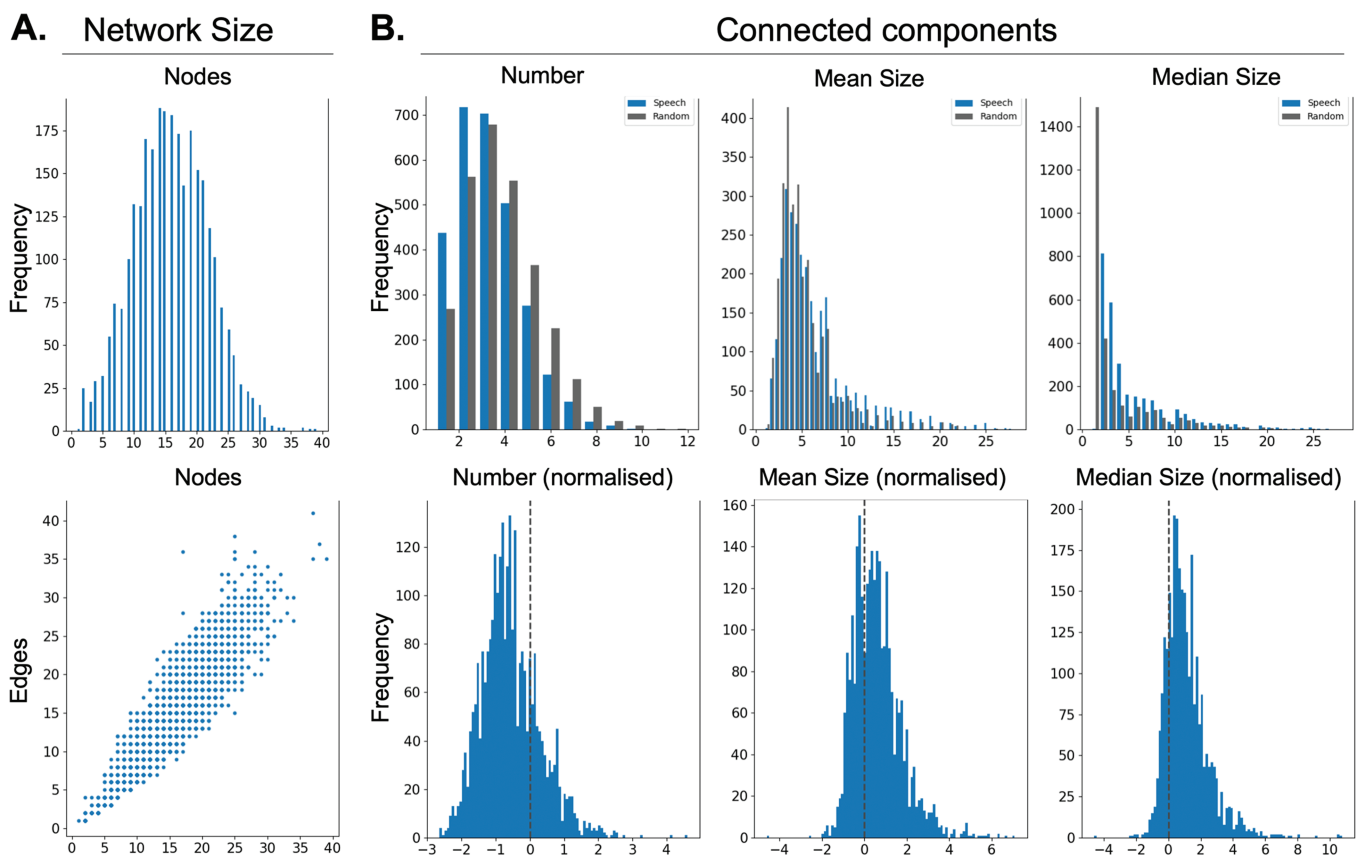 A. Network Size
B. Connected components
Nodes
Frequency
175
150
125
100
75
50
25
0
0 5 10 15 20 25 30 35 40
Number
Speech
Random
Frequency
700
600
500
400
300
200
100
0
2 4 6 8 10 12
Mean Size
Speech
Random
400
350
300
250
200
150
100
50
0
0 5 10 15 20 25
Median Size
Speech
Random
1400
1200
1000
800
600
400
200
0
0 5 10 15 20 25
Nodes
Edges
40
35
30
25
20
15
10
5
0
0 5 10 15 20 25 30 35 40
Number (normalised)
Frequency
120
100
80
60
40
20
0
−3 −2 −1 0 1 2 3 4
Mean Size (normalised)
160
140
120
100
80
60
40
20
0
−4 −2 0 2 4 6
Median Size (normalised)
200
175
150
125
100
75
50
25
0
−4 −2 0 2 4 6 8 10